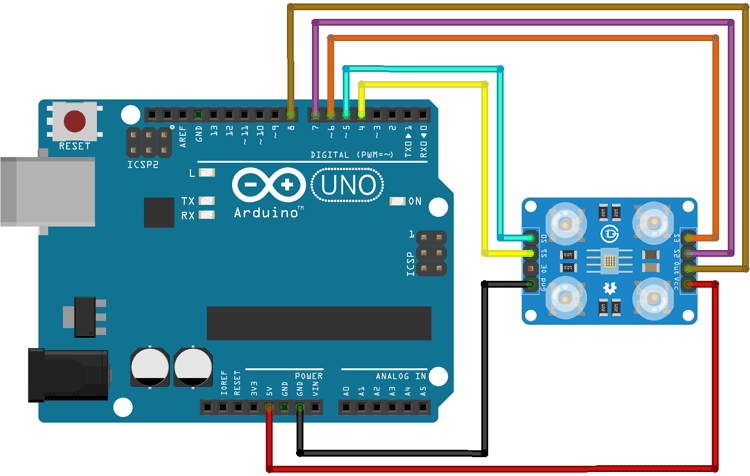 RESET
ICSP2
AREF
GND
13
12
~11
~10
~9
8
7
~6
~5
4
~3
2
TX0▶1
RX0◀0
DIGITAL (PWM=~)
L
TX
RX
UNO
Arduino™
ON
1
ICSP
S0
S1
OE
Gnd
S3
S2
Out
Vcc
POWER
ANALOG IN
IOREF
RESET
3V3
5V
GND
GND
VIN
A0
A1
A2
A3
A4
A5